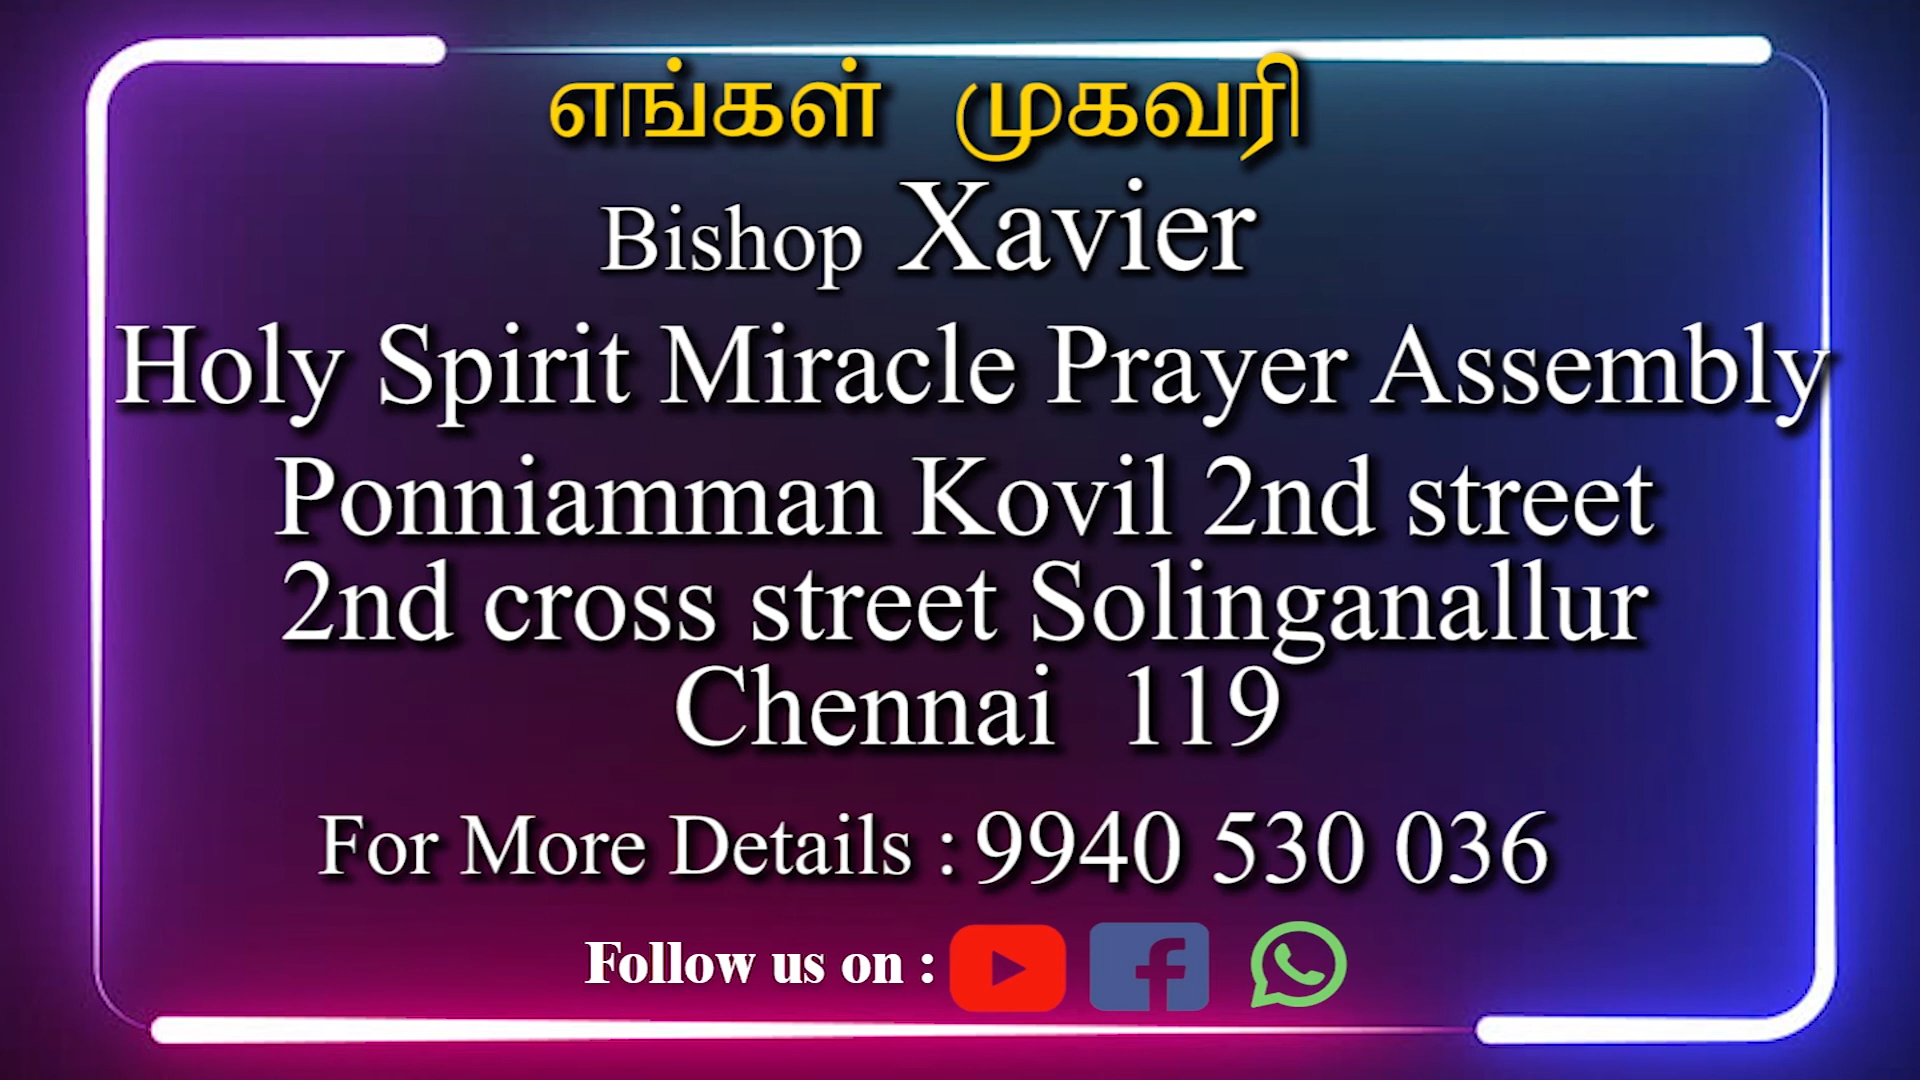 எங்கள் முகவரி
Bishop Xavier
Holy Spirit Miracle Prayer Assembly
Ponniamman Kovil 2nd street
2nd cross street Solinganallur
Chennai 119
For More Details : 9940 530 036
Follow us on :